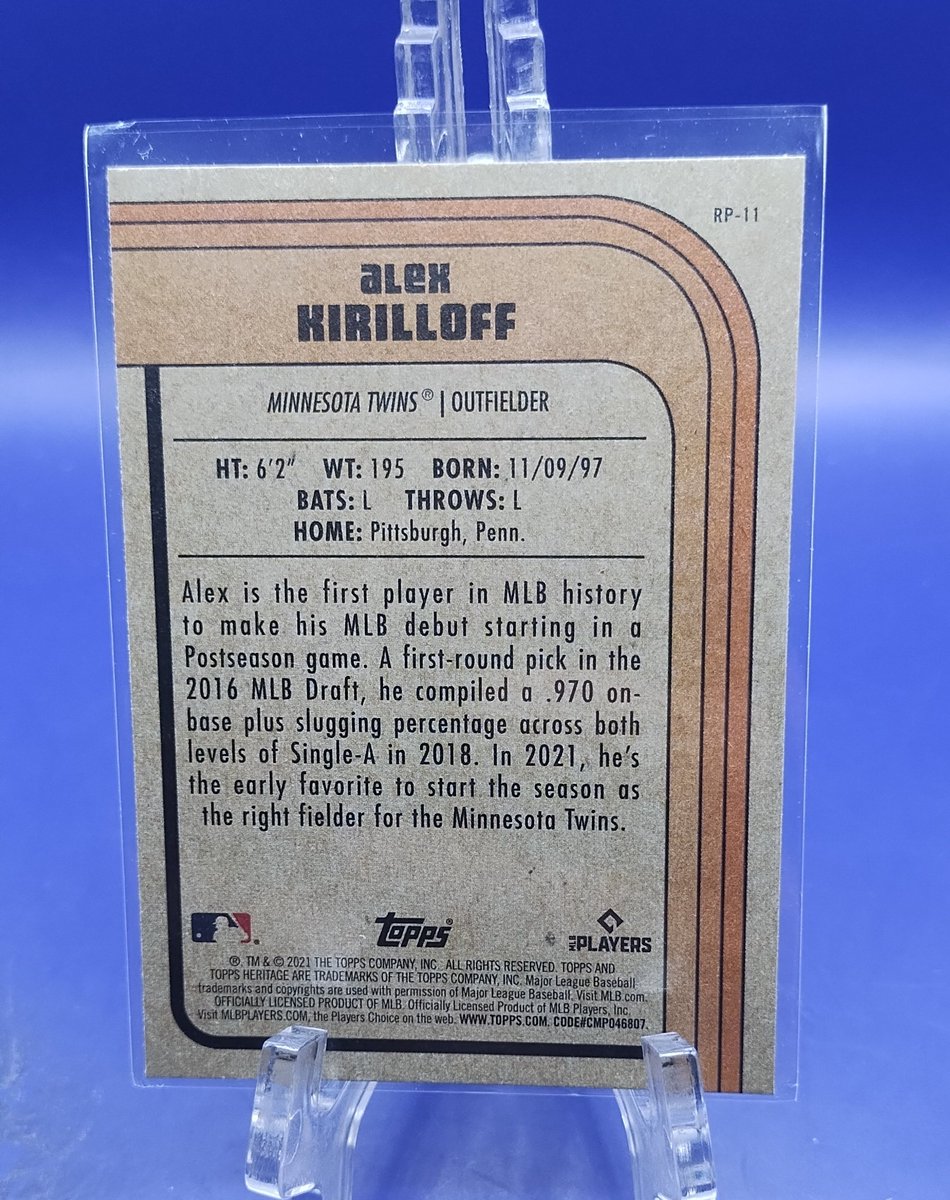 RP-11
alex
KIRILLOFF
MINNESOTA TWINS® | OUTFIELDER
HT: 6'2" WT: 195 BORN: 11/09/97
BATS: L THROWS: L
HOME: Pittsburgh, Penn.
Alex is the first player in MLB history
to make his MLB debut starting in a
Postseason game. A first-round pick in the
2016 MLB Draft, he compiled a .970 on-
base plus slugging percentage across both
levels of Single-A in 2018. In 2021, he's
the early favorite to start the season as
the right fielder for the Minnesota Twins.
topps® MLB PLAYERS
®, TM & © 2021 THE TOPPS COMPANY, INC. ALL RIGHTS RESERVED. TOPPS AND
TOPPS HERITAGE ARE TRADEMARKS OF THE TOPPS COMPANY, INC. Major League Baseball
trademarks and copyrights are used with permission of Major League Baseball. Visit MLB.com.
OFFICIALLY LICENSED PRODUCT OF MLB. Officially Licensed Product of MLB Players, Inc.
Visit MLBPLAYERS.COM, the Players Choice on the web. WWW.TOPPS.COM. CODE#CMP046807.